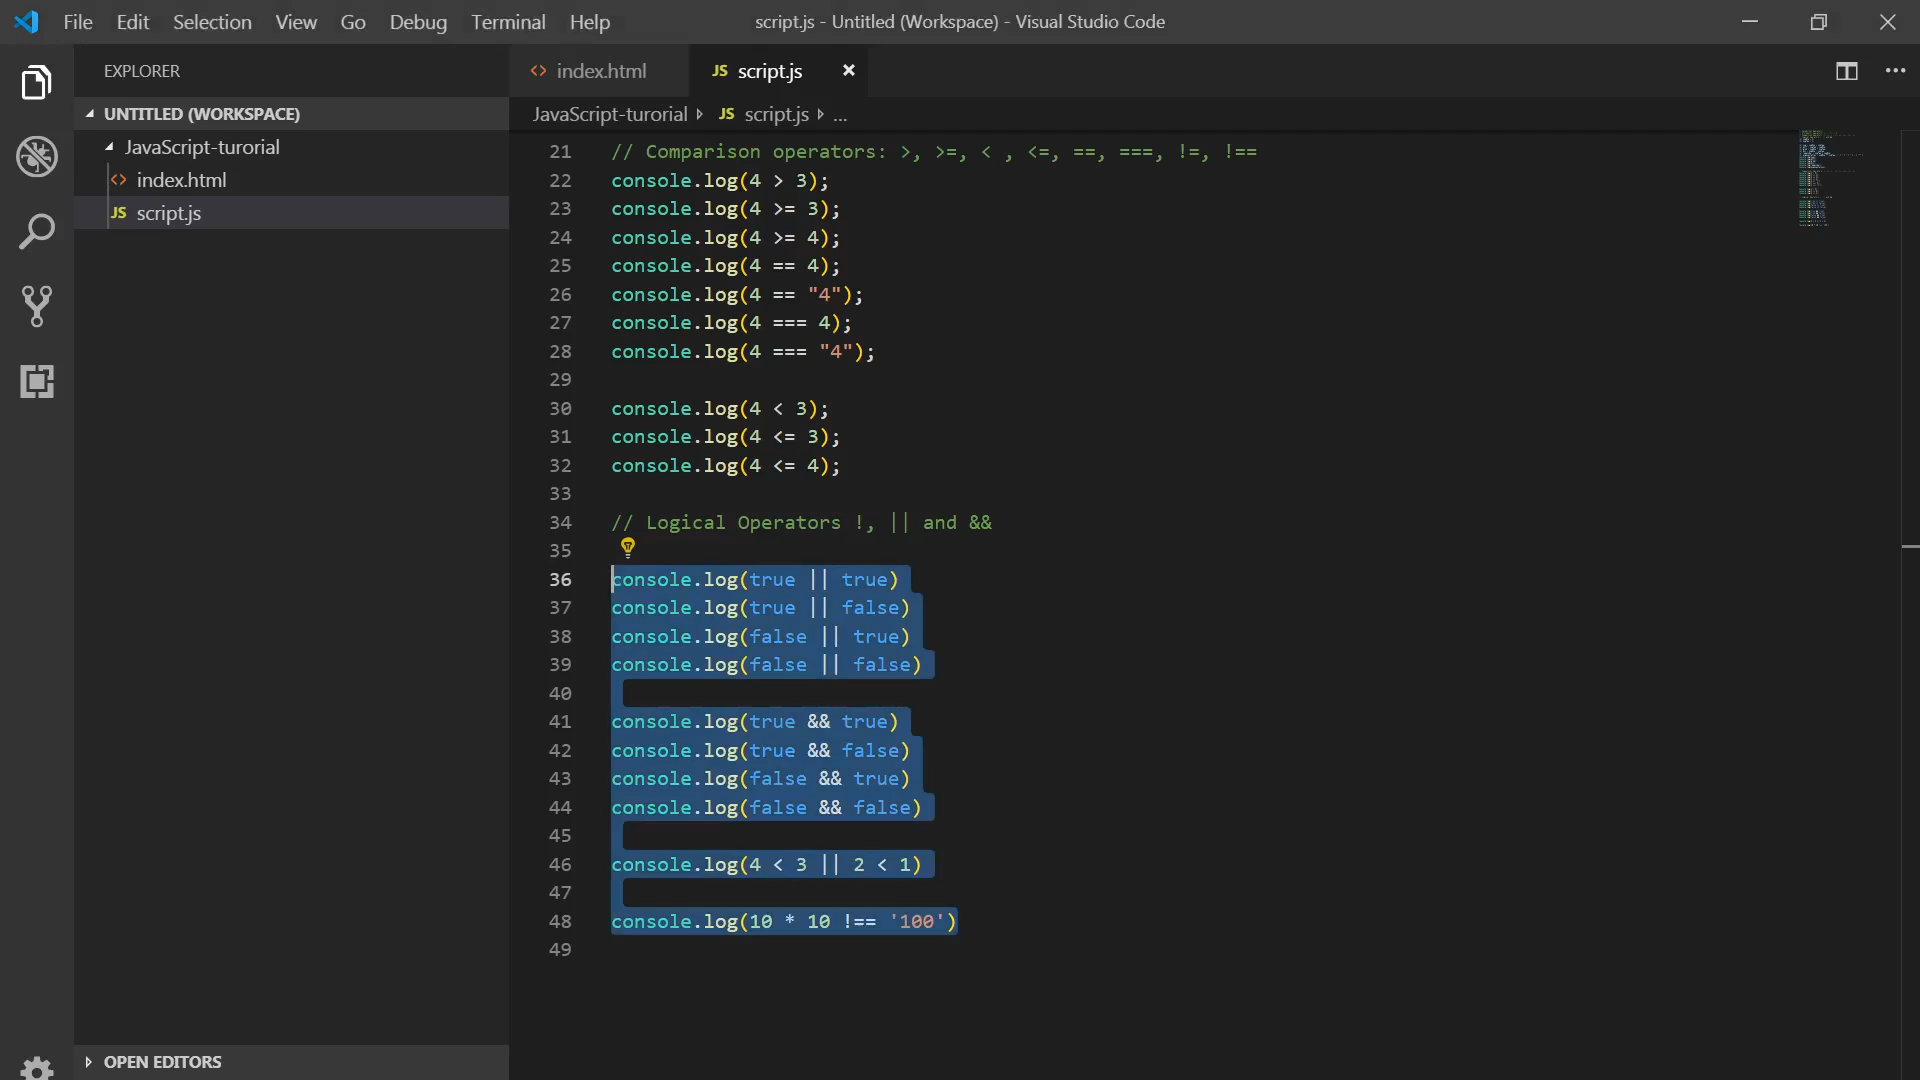 File Edit Selection View Go Debug Terminal Help
script.js - Untitled (Workspace) - Visual Studio Code
EXPLORER
UNTITLED (WORKSPACE)
JavaScript-turorial
<> index.html
JS script.js
OPEN EDITORS
<> index.html
JS script.js ×
JavaScript-turorial JS script.js ...
21 // Comparison operators: >, >=, < , <=, ==, ===, !=, !==
22 console.log(4 > 3);
23 console.log(4 >= 3);
24 console.log(4 >= 4);
25 console.log(4 == 4);
26 console.log(4 == "4");
27 console.log(4 === 4);
28 console.log(4 === "4");
29
30 console.log(4 < 3);
31 console.log(4 <= 3);
32 console.log(4 <= 4);
33
34 // Logical Operators !, || and &&
35
36 console.log(true || true)
37 console.log(true || false)
38 console.log(false || true)
39 console.log(false || false)
40
41 console.log(true && true)
42 console.log(true && false)
43 console.log(false && true)
44 console.log(false && false)
45
46 console.log(4 < 3 || 2 < 1)
47
48 console.log(10 * 10 !== '100')
49